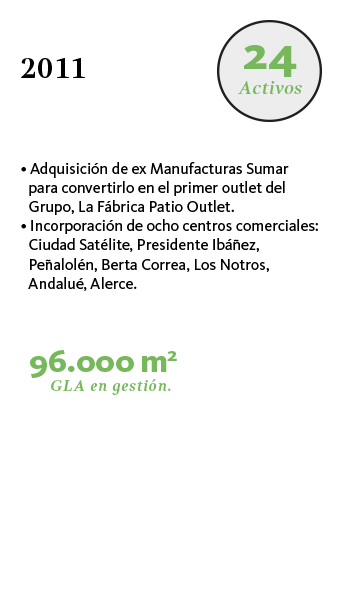 2011
24
Activos
• Adquisición de ex Manufacturas Sumar
para convertirlo en el primer outlet del
Grupo, La Fábrica Patio Outlet.
• Incorporación de ocho centros comerciales:
Ciudad Satélite, Presidente Ibáñez,
Peñalolén, Berta Correa, Los Notros,
Andalué, Alerce.
96.000 m²
GLA en gestión.